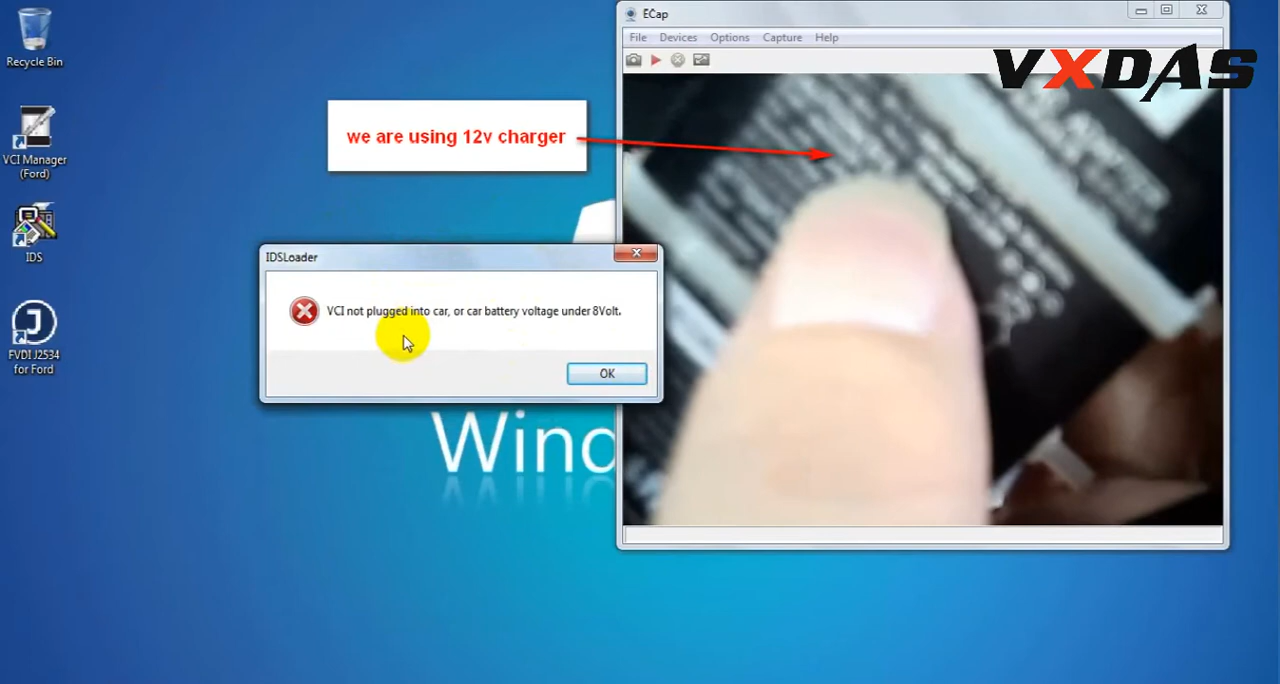 Recycle Bin
VCI Manager
(Ford)
IDS
FVDI J2534
for Ford
we are using 12v charger
IDSLoader
VCI not plugged into car, or car battery voltage under 8Volt.
OK
Wind
ECap
File Devices Options Capture Help
VXDAS